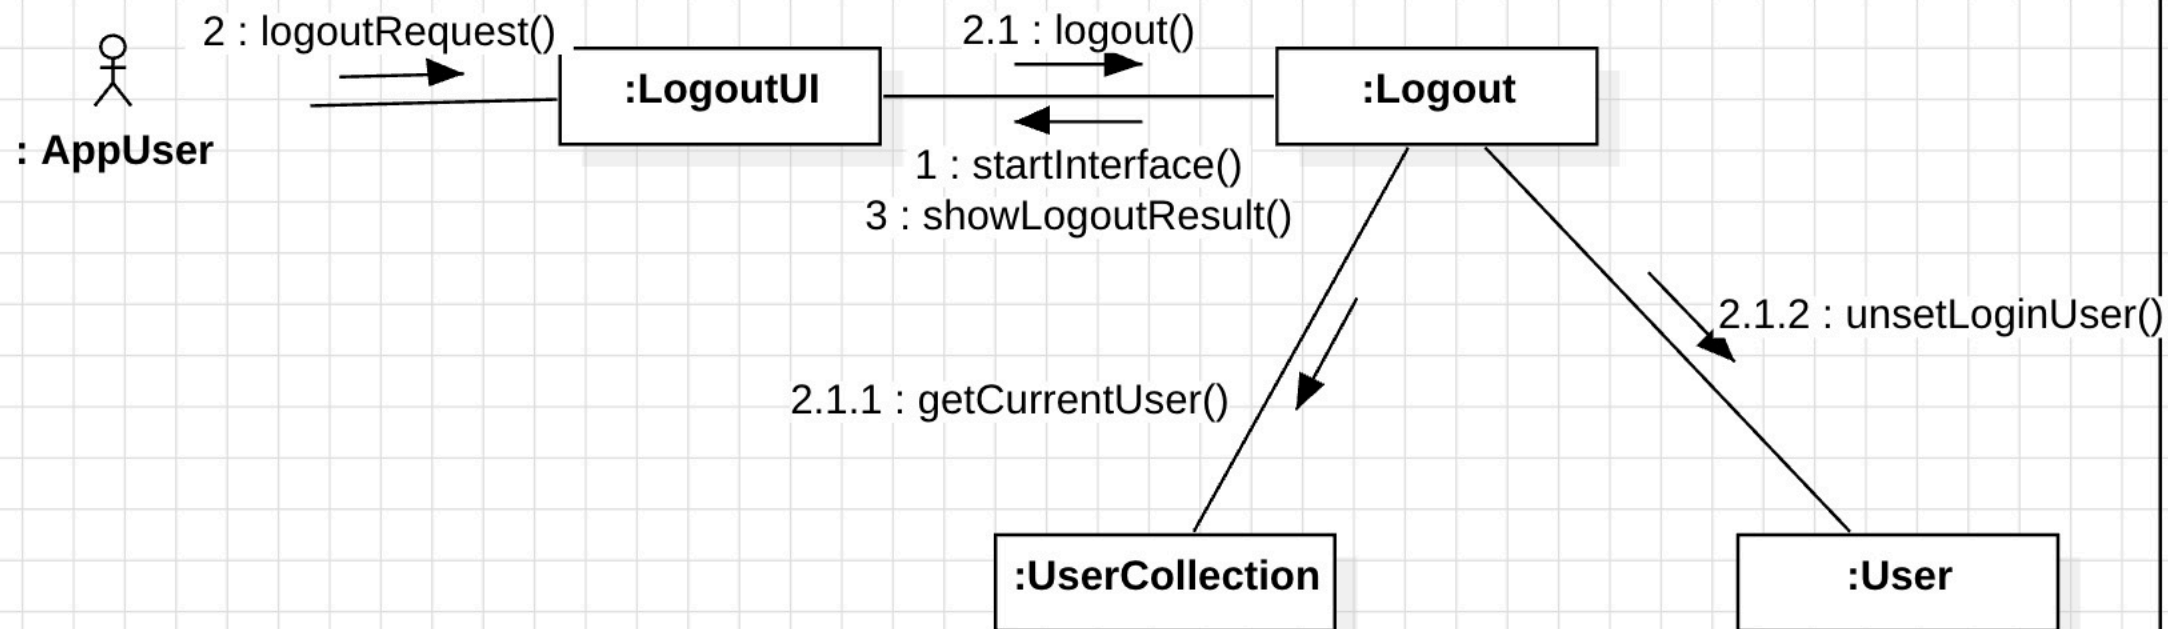 2 : logoutRequest()
2.1 : logout()
:LogoutUI
:Logout
: AppUser
1 : startInterface()
3 : showLogoutResult()
2.1.2 : unsetLoginUser()
2.1.1 : getCurrentUser()
:UserCollection
:User